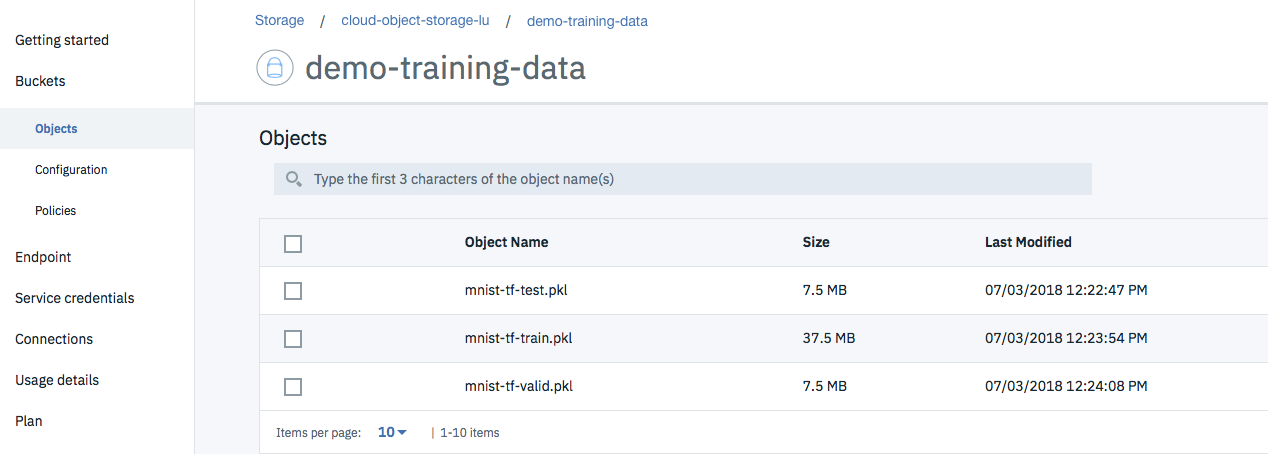 Storage / cloud-object-storage-lu / demo-training-data
demo-training-data
Getting started
Buckets
Objects
Configuration
Policies
Endpoint
Service credentials
Connections
Usage details
Plan
Objects
Type the first 3 characters of the object name(s)
Object Name Size Last Modified
mnist-tf-test.pkl 7.5 MB 07/03/2018 12:22:47 PM
mnist-tf-train.pkl 37.5 MB 07/03/2018 12:23:54 PM
mnist-tf-valid.pkl 7.5 MB 07/03/2018 12:24:08 PM
Items per page: 10 | 1-10 items